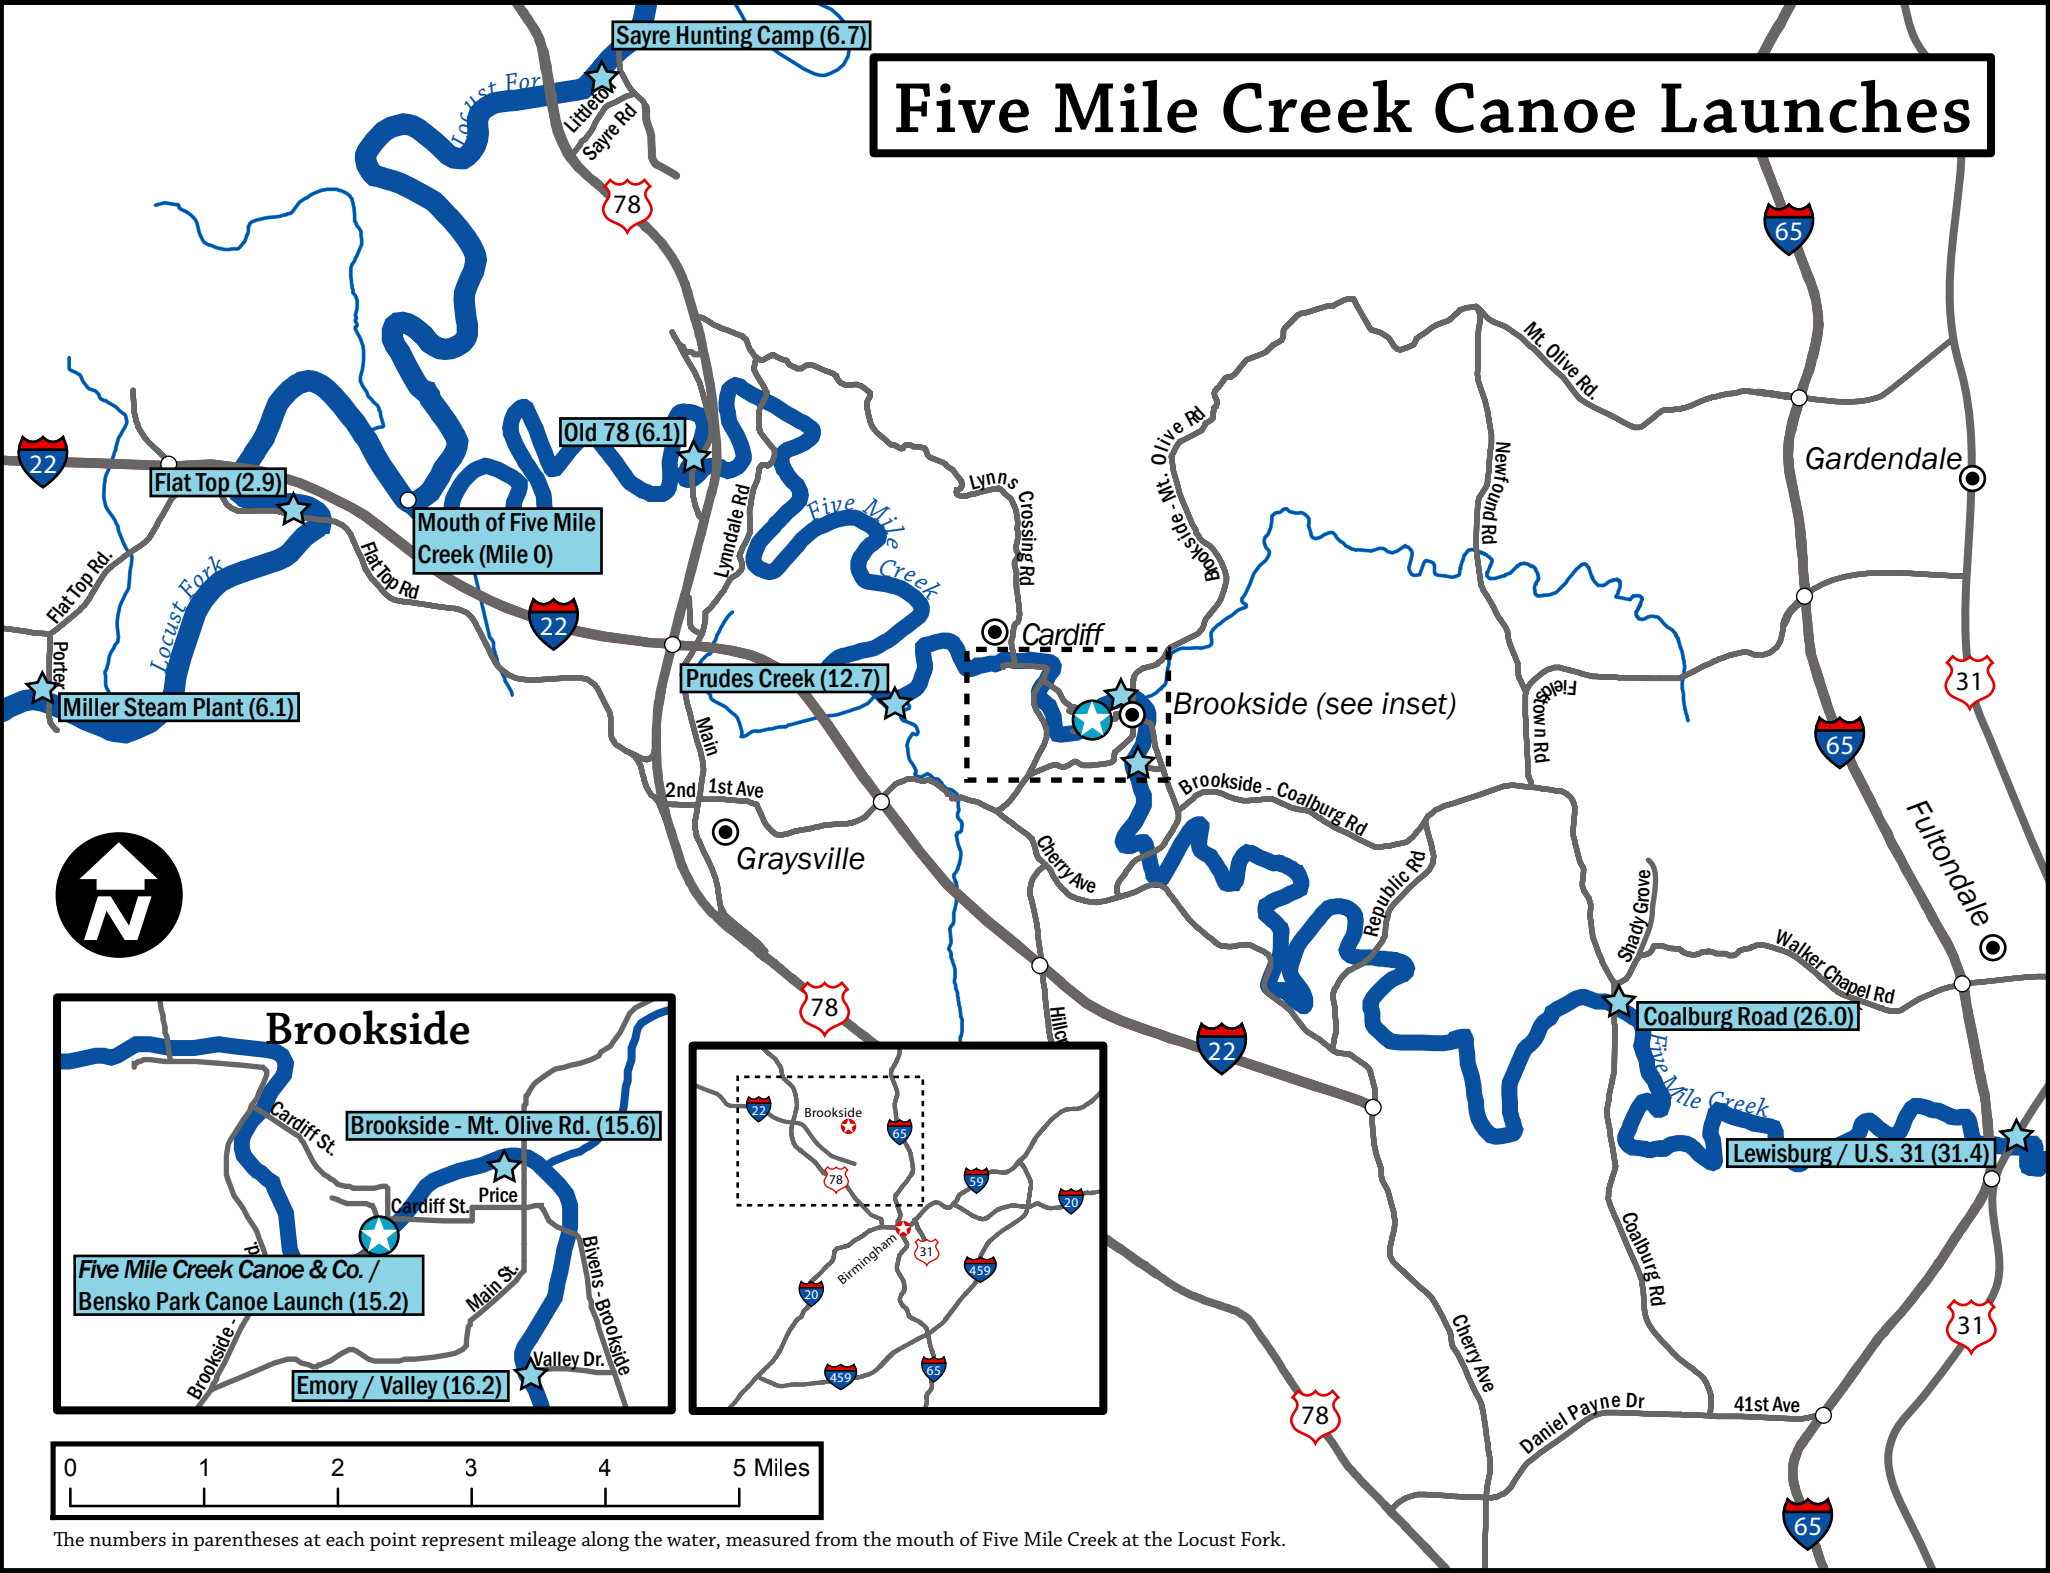 Sayre Hunting Camp (6.7)
Five Mile Creek Canoe Launches
Locust For
Littleton
Sayre Rd
78
65
Mt. Olive Rd.
Brookside - Mt. Olive Rd
Newfound Rd
Gardendale
22
Flat Top (2.9)
Old 78 (6.1)
Mouth of Five Mile
Creek (Mile 0)
Lynns Crossing Rd
Lynndale Rd
Five Mile Creek
Flat Top Rd.
Flat Top Rd
Locust Fork
22
Cardiff
Porter
Miller Steam Plant (6.1)
Prudes Creek (12.7)
Brookside (see inset)
Fieldstown Rd
31
65
Main
2nd
1st Ave
Graysville
Brookside - Coalburg Rd
Cherry Ave
Republic Rd
Shady Grove
Fultondale
Walker Chapel Rd
N
78
Hillcr
22
Coalburg Road (26.0)
Five Mile Creek
Lewisburg / U.S. 31 (31.4)
Coalburg Rd
Cherry Ave
31
78
Daniel Payne Dr
41st Ave
65
Brookside
Cardiff St.
Brookside - Mt. Olive Rd. (15.6)
Price
Cardiff St.
Five Mile Creek Canoe & Co. /
Bensko Park Canoe Launch (15.2)
Main St.
Bivens - Brookside
Brookside -
d.
Valley Dr.
Emory / Valley (16.2)
22
Brookside
65
78
59
20
Birmingham
31
459
20
459
65
0 1 2 3 4 5 Miles
The numbers in parentheses at each point represent mileage along the water, measured from the mouth of Five Mile Creek at the Locust Fork.